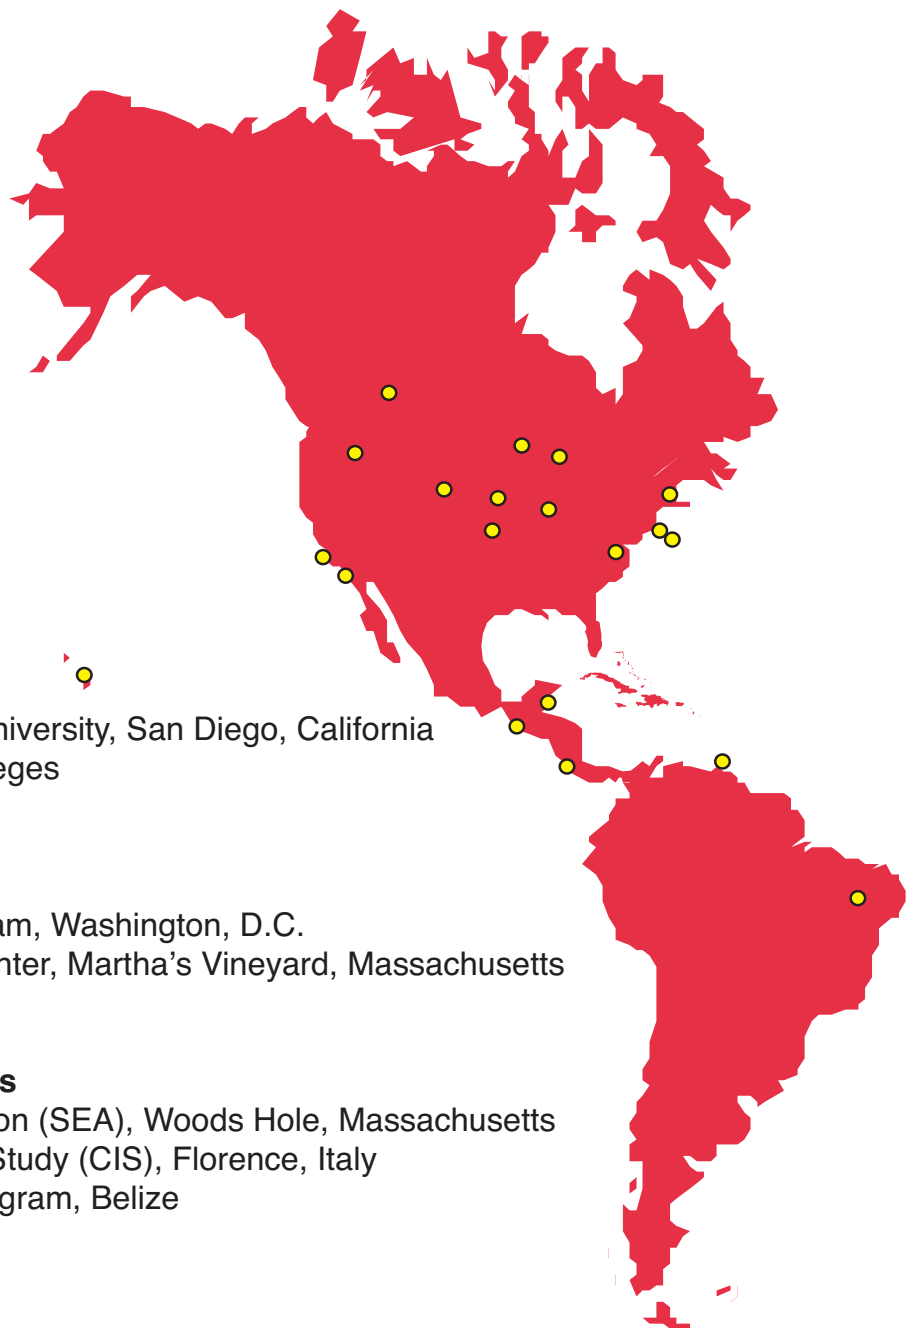 niversity, San Diego, California
eges
am, Washington, D.C.
nter, Martha’s Vineyard, Massachusetts
s
on (SEA), Woods Hole, Massachusetts
Study (CIS), Florence, Italy
gram, Belize